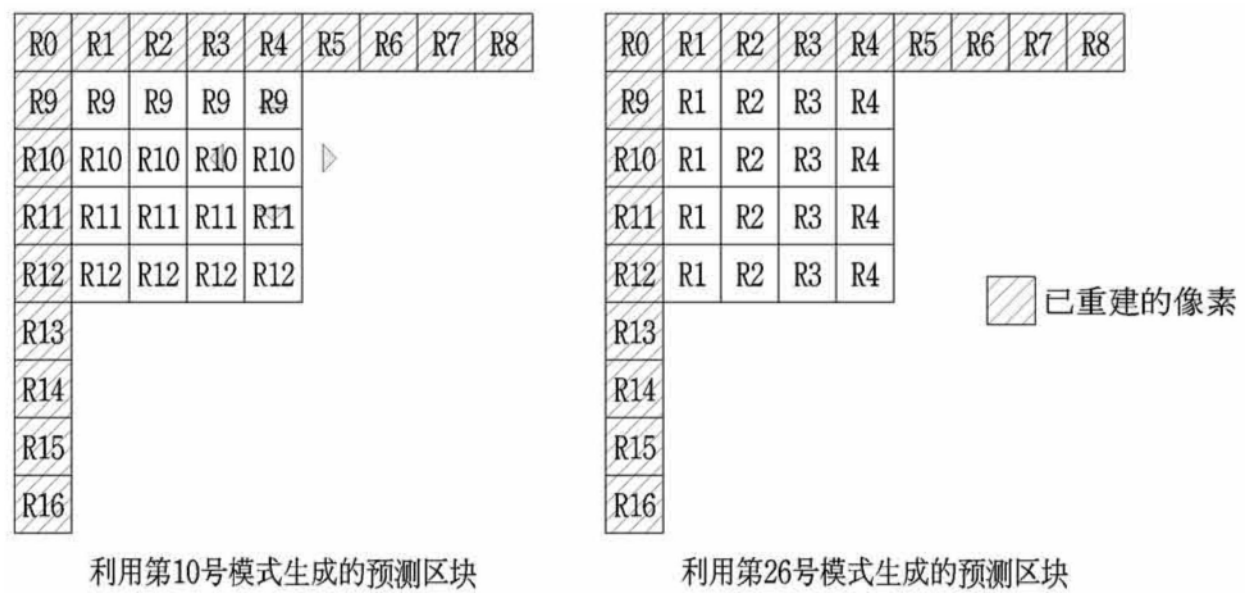 R0 R1 R2 R3 R4 R5 R6 R7 R8
R9 R9 R9 R9 R9
R10 R10 R10 R10 R10
R11 R11 R11 R11 R11
R12 R12 R12 R12 R12
R13
R14
R15
R16
利用第10号模式生成的预测区块
R0 R1 R2 R3 R4 R5 R6 R7 R8
R9 R1 R2 R3 R4
R10 R1 R2 R3 R4
R11 R1 R2 R3 R4
R12 R1 R2 R3 R4
R13
R14
R15
R16
已重建的像素
利用第26号模式生成的预测区块